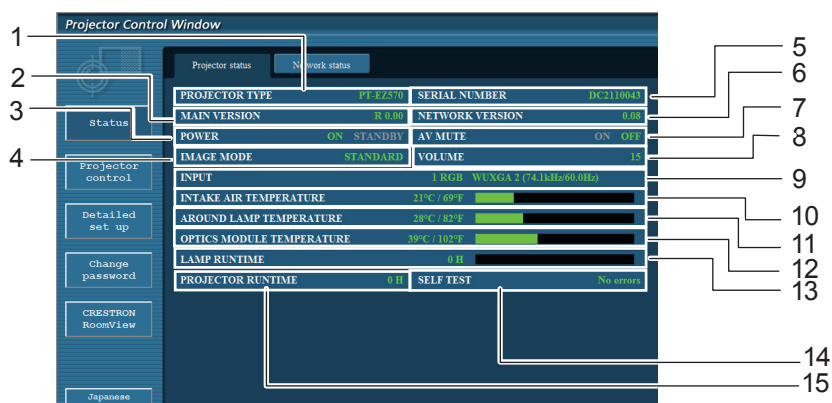 Projector Control Window
Projector status
Network status
PROJECTOR TYPE PT-EZ570 SERIAL NUMBER DC2110043
MAIN VERSION R 0.00 NETWORK VERSION 0.08
POWER ON STANDBY AV MUTE ON OFF
IMAGE MODE STANDARD VOLUME 15
INPUT 1 RGB WUXGA 2 (74.1kHz/60.0Hz)
INTAKE AIR TEMPERATURE 21°C / 69°F
AROUND LAMP TEMPERATURE 28°C / 82°F
OPTICS MODULE TEMPERATURE 39°C / 102°F
LAMP RUNTIME 0 H
PROJECTOR RUNTIME 0 H SELF TEST No errors
Status
Projector
control
Detailed
set up
Change
password
CRESTRON
RoomView
Japanese
1
2
3
4
5
6
7
8
9
10
11
12
13
14
15